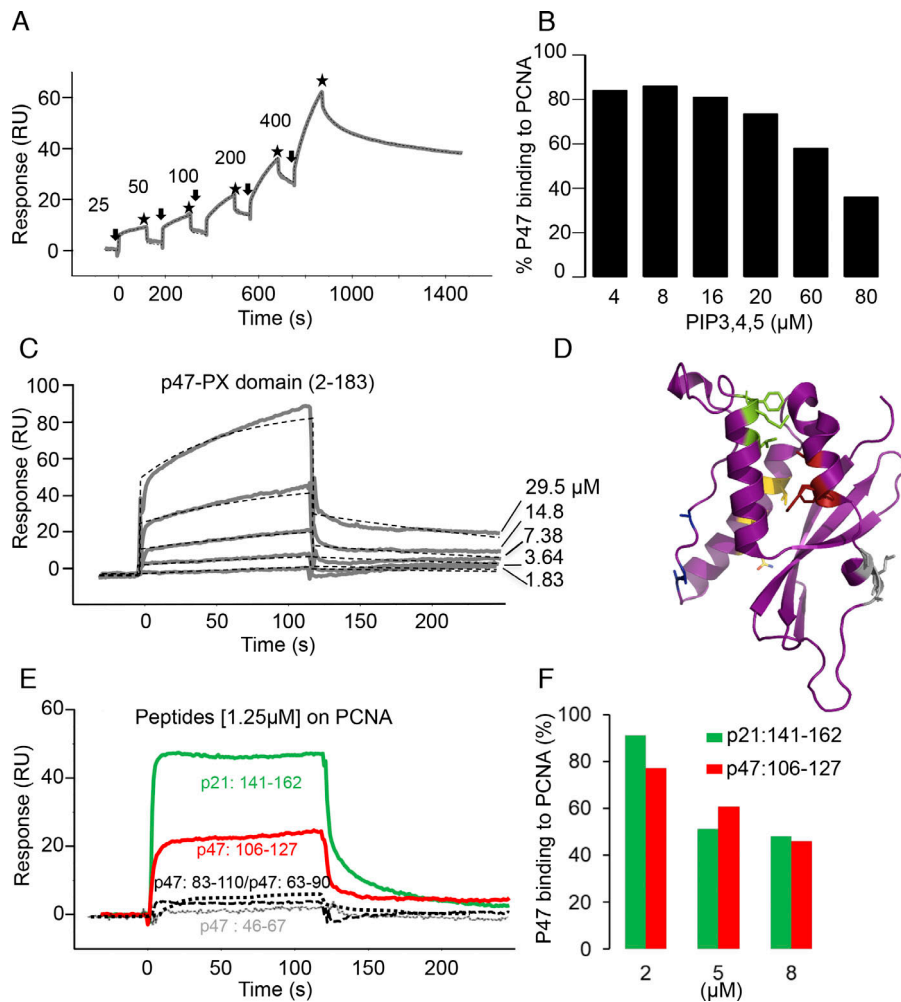 A
Response (RU)
60
40
20
0
25
50
100
200
400
0
200
600
800
1000
1400
Time (s)
B
% P47 binding to PCNA
100
80
60
40
20
0
4
8
16
20
60
80
PIP3,4,5 (µM)
C
p47-PX domain (2-183)
Response (RU)
100
80
60
40
20
0
29.5 µM
14.8
7.38
3.64
1.83
0
50
100
150
200
Time (s)
D
E
Peptides [1.25µM] on PCNA
Response (RU)
60
40
20
0
p21: 141-162
p47: 106-127
p47: 83-110/p47: 63-90
p47 : 46-67
0
50
100
150
200
Time (s)
F
P47 binding to PCNA (%)
100
80
60
40
20
0
p21:141-162
p47:106-127
2
5
8
(µM)